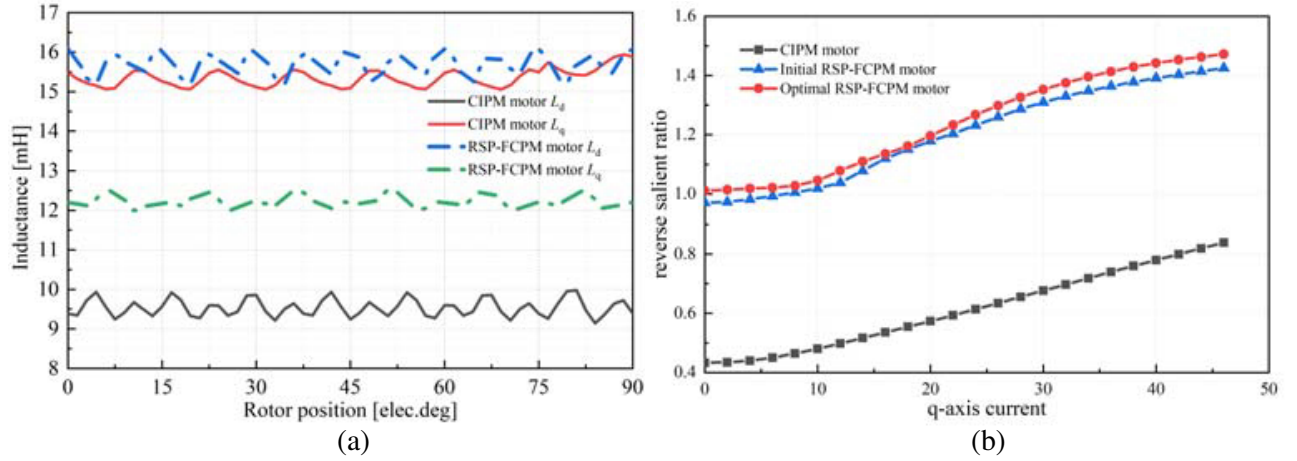 17
16
15
14
13
12
11
10
9
8
Inductance [mH]
CIPM motor Ld
CIPM motor Lq
RSP-FCPM motor Ld
RSP-FCPM motor Lq
0 15 30 45 60 75 90
Rotor position [elec.deg]
(a)
1.6
1.4
1.2
1.0
0.8
0.6
0.4
reverse salient ratio
CIPM motor
Initial RSP-FCPM motor
Optimal RSP-FCPM motor
0 10 20 30 40 50
q-axis current
(b)